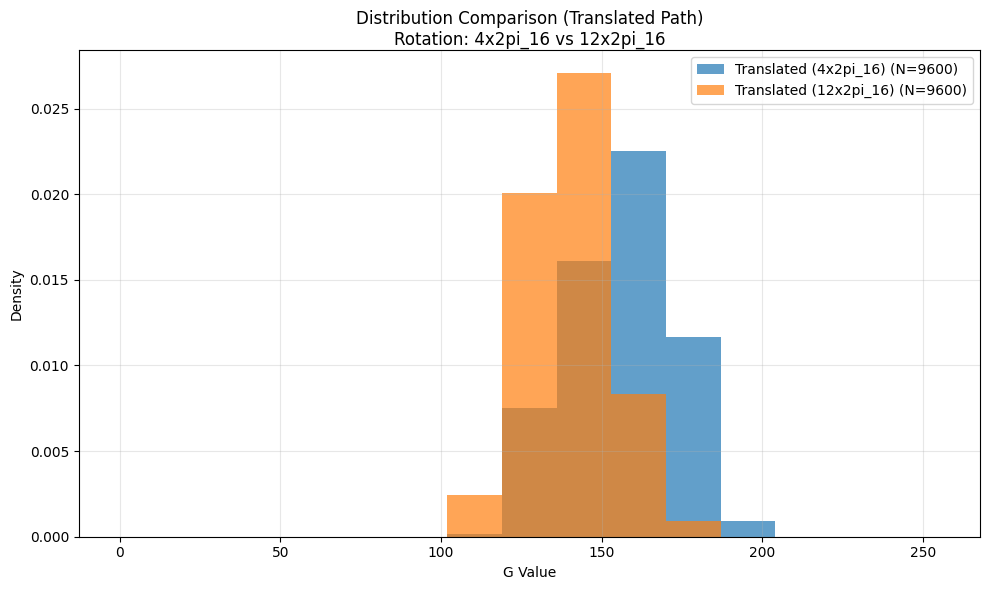 Distribution Comparison (Translated Path)
Rotation: 4x2pi_16 vs 12x2pi_16
Translated (4x2pi_16) (N=9600)
Translated (12x2pi_16) (N=9600)
Density
0.025
0.020
0.015
0.010
0.005
0.000
0 50 100 150 200 250
G Value